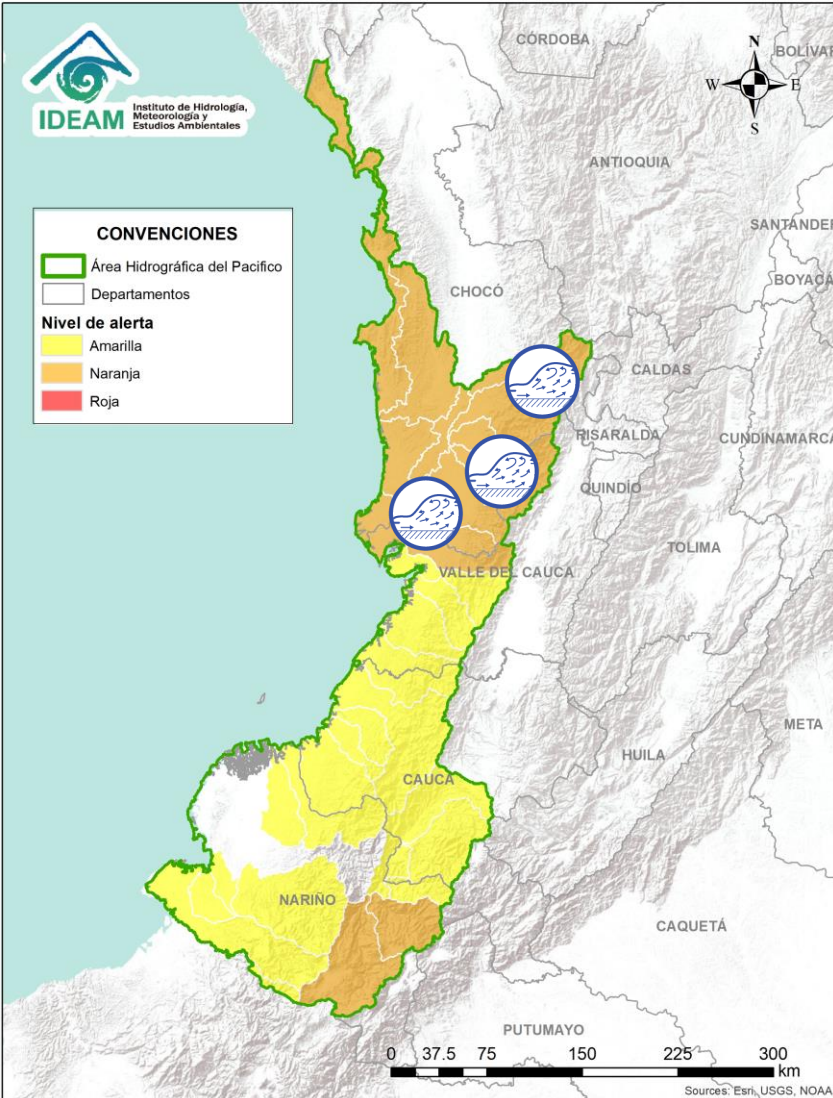 IDEAM
Instituto de Hidrología,
Meteorología y
Estudios Ambientales
CÓRDOBA
BOLÍVAR
N
W
E
S
ANTIOQUIA
SANTANDER
BOYACÁ
CONVENCIONES
Área Hidrográfica del Pacifico
Departamentos
Nivel de alerta
Amarilla
Naranja
Roja
CHOCÓ
CALDAS
RISARALDA
CUNDINAMARCA
QUINDÍO
TOLIMA
VALLE DEL CAUCA
META
HUILA
CAUCA
NARIÑO
CAQUETÁ
PUTUMAYO
0 37.5 75 150 225 300
km
Sources: Esri, USGS, NOAA